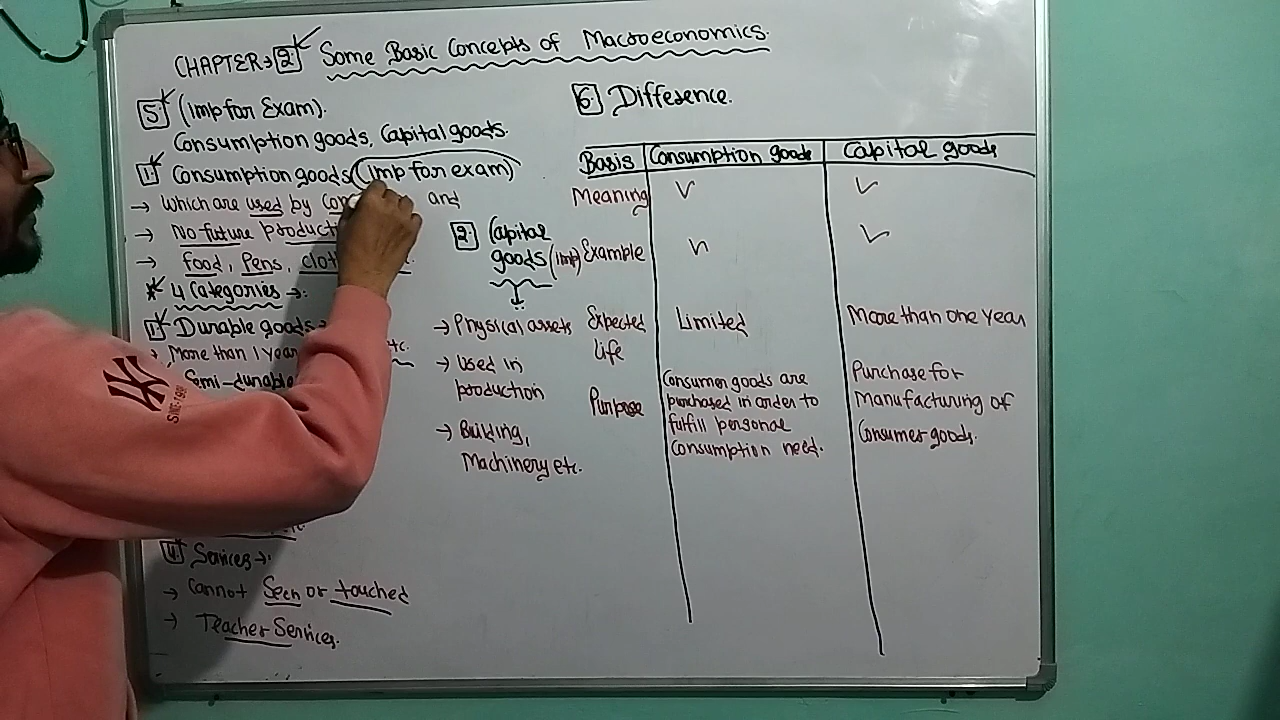 CHAPTER→ 2 Some Basic Concepts of Macroeconomics.
5 (Imp for Exam).
Consumption goods, Capital goods.
1 Consumption goods (Imp for exam)
→ Which are used by and
→ No future
→ Food, Pens,
* 4 Categories →:
1 Durable goods→
→ More than 1 year etc.
Semi-durable
4 Services→:
→ Cannot Seen or touched
→ Teacher Services.
2 Capital
goods (imp)
→ Physical assets
→ Used in
production
→ Building,
Machinery etc.
6 Difference.
Basis Consumption goods Capital goods
Meaning ✓ ✓
Example ✓ ✓
Expected Life Limited More than one year
Purpose Consumer goods are purchased in order to fulfill personal consumption need. Purchase for Manufacturing of Consumer goods.
SINCE-19